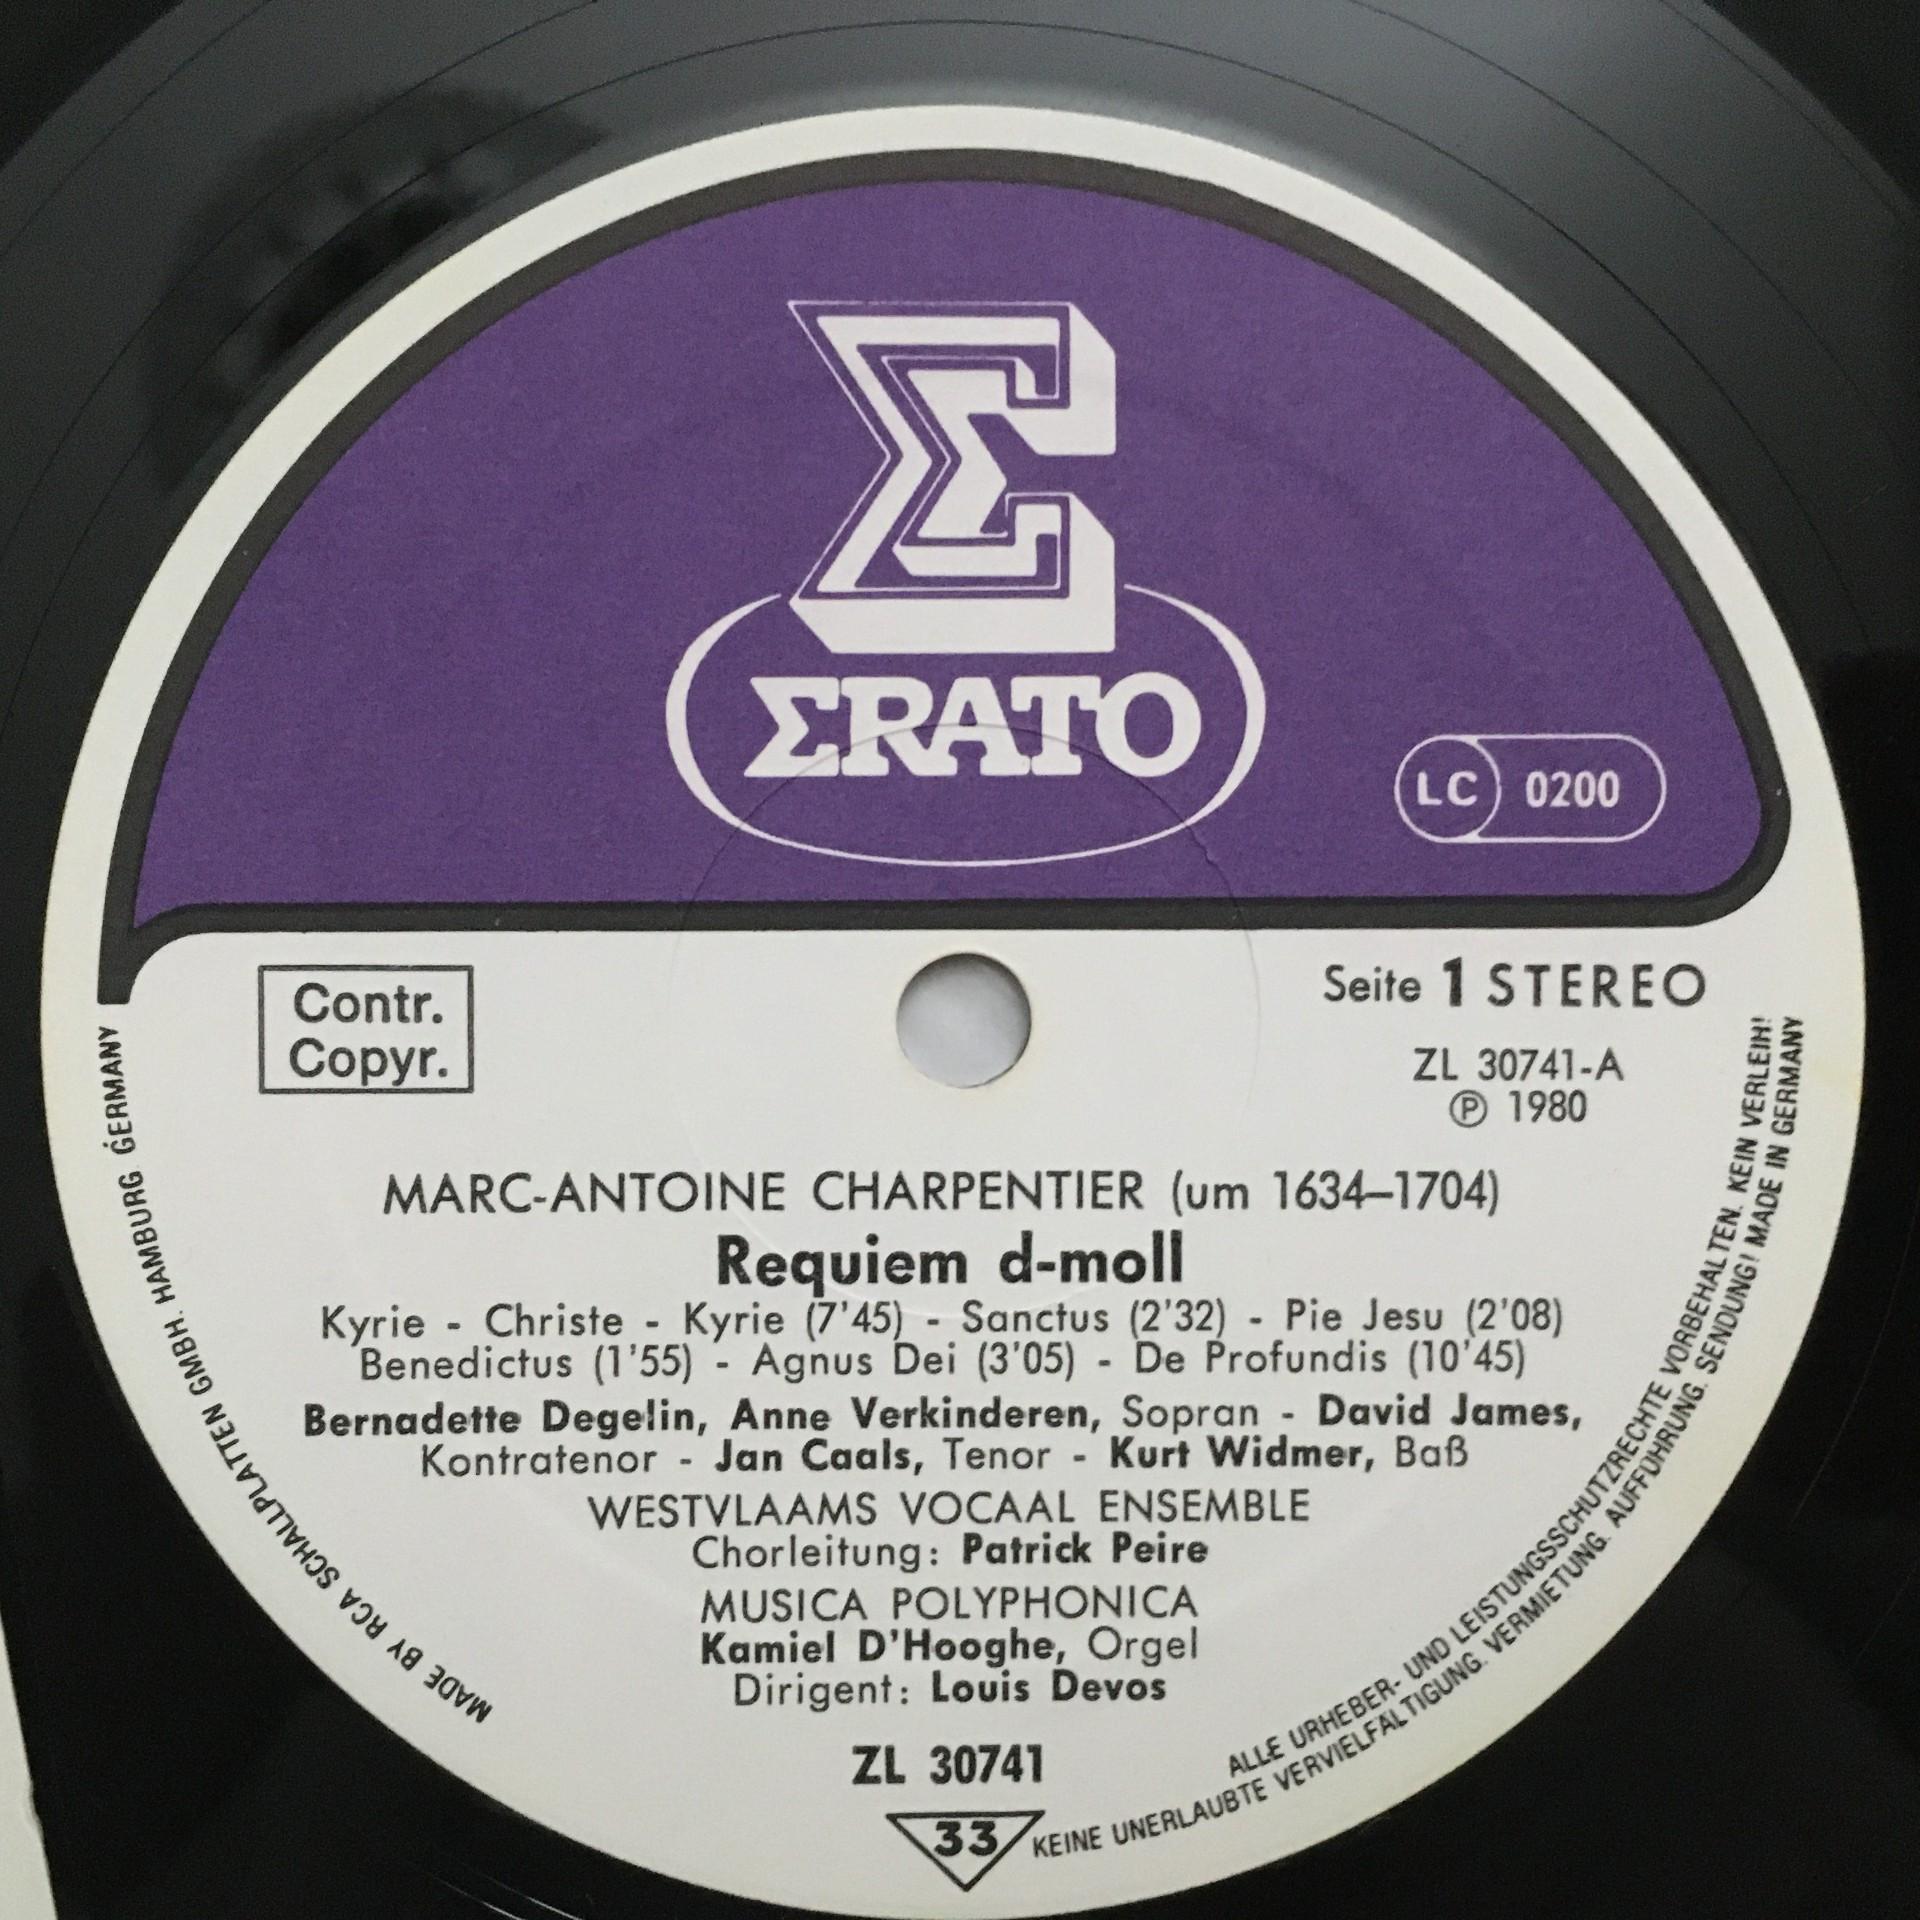 Σ
ΣRATO
LC 0200
Contr.
Copyr.
Seite 1 STEREO
ZL 30741-A
Ⓟ 1980
MARC-ANTOINE CHARPENTIER (um 1634–1704)
Requiem d-moll
Kyrie - Christe - Kyrie (7'45) - Sanctus (2'32) - Pie Jesu (2'08)
Benedictus (1'55) - Agnus Dei (3'05) - De Profundis (10'45)
Bernadette Degelin, Anne Verkinderen, Sopran - David James,
Kontratenor - Jan Caals, Tenor - Kurt Widmer, Baß
WESTVLAAMS VOCAAL ENSEMBLE
Chorleitung: Patrick Peire
MUSICA POLYPHONICA
Kamiel D'Hooghe, Orgel
Dirigent: Louis Devos
ZL 30741
33
MADE BY RCA SCHALLPLATTEN GMBH. HAMBURG. GERMANY
ALLE URHEBER- UND LEISTUNGSSCHUTZRECHTE VORBEHALTEN. KEIN VERLEIH!
KEINE UNERLAUBTE VERVIELFÄLTIGUNG. VERMIETUNG. AUFFÜHRUNG. SENDUNG! MADE IN GERMANY